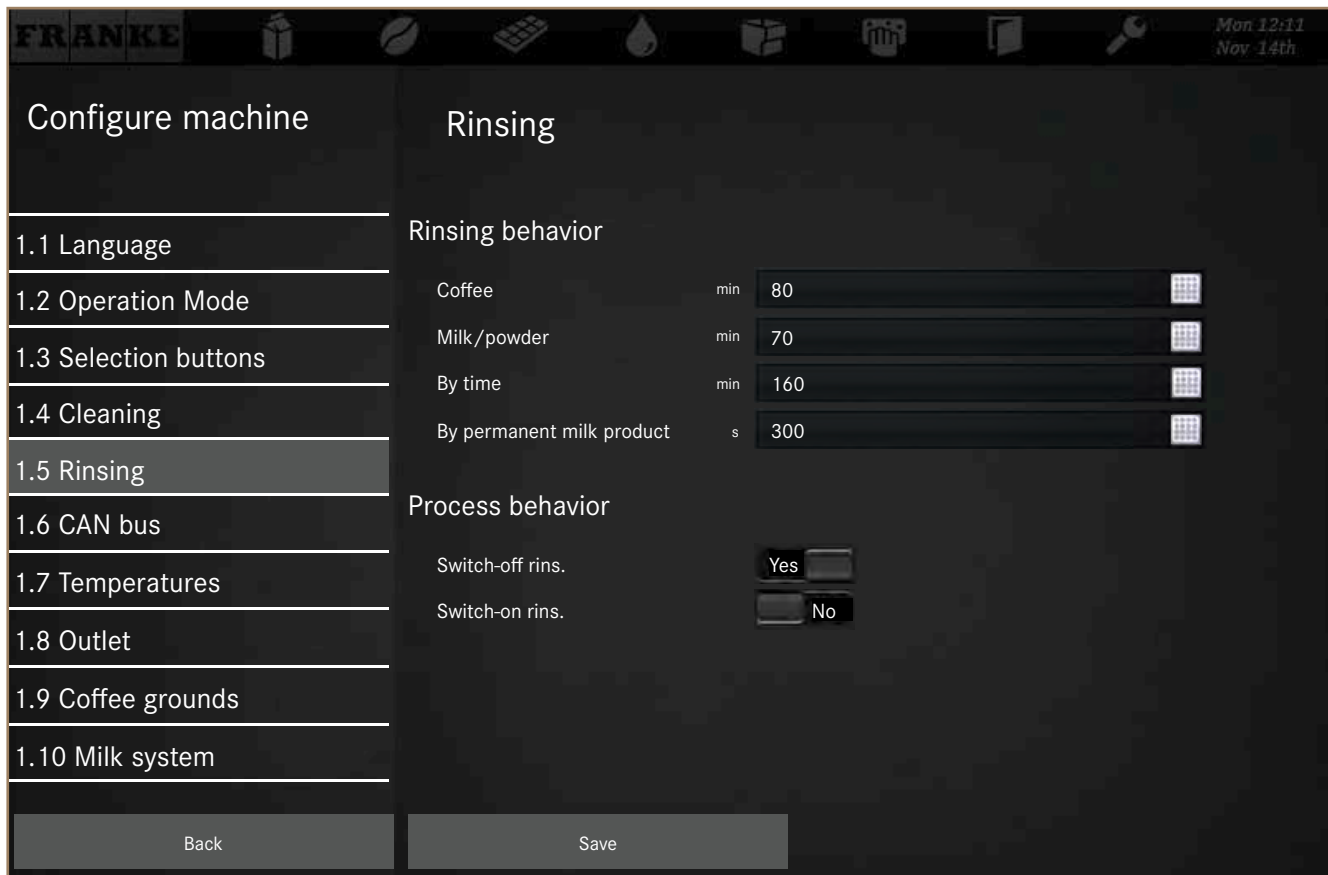 FRANKE
Mon 12:11
Nov 14th
Configure machine
1.1 Language
1.2 Operation Mode
1.3 Selection buttons
1.4 Cleaning
1.5 Rinsing
1.6 CAN bus
1.7 Temperatures
1.8 Outlet
1.9 Coffee grounds
1.10 Milk system
Back
Rinsing
Rinsing behavior
Coffee min 80
Milk/powder min 70
By time min 160
By permanent milk product s 300
Process behavior
Switch-off rins. Yes
Switch-on rins. No
Save